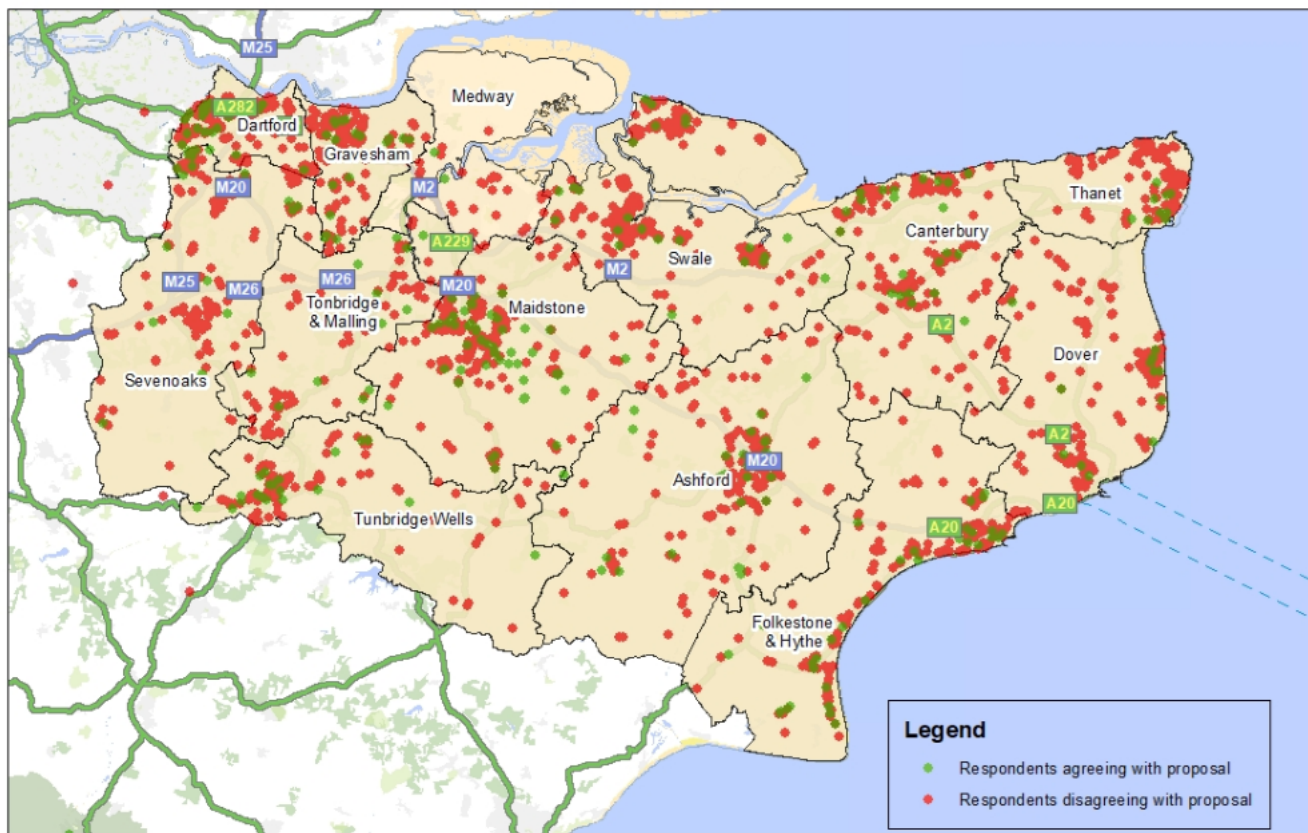 M25
Medway
A282
Dartford
Gravesham
M20
M2
Thanet
Canterbury
A229
Swale
M2
M25
M26
M26
M20
Tonbridge
& Malling
Maidstone
A2
Dover
Sevenoaks
A2
M20
Ashford
A20
Tunbridge Wells
A20
Folkestone
& Hythe
Legend
Respondents agreeing with proposal
Respondents disagreeing with proposal